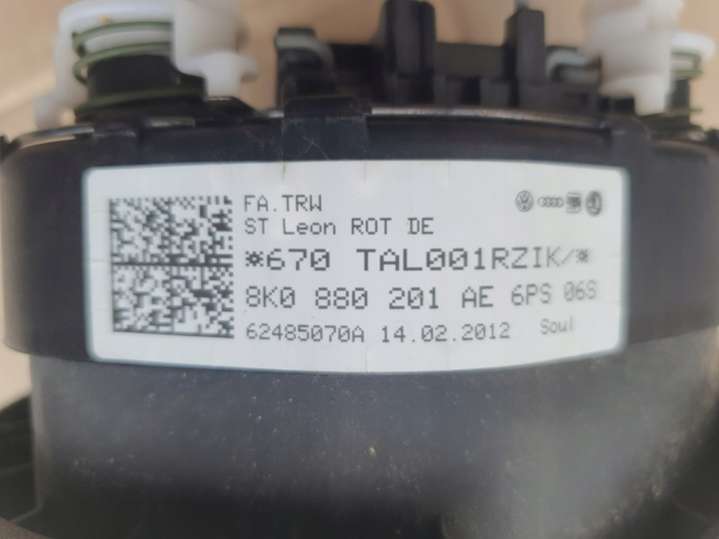 FA.TRW
ST Leon ROT DE
*670 TAL001RZIK/*
8K0 880 201 AE 6PS 06S
62485070A 14.02.2012 Soul